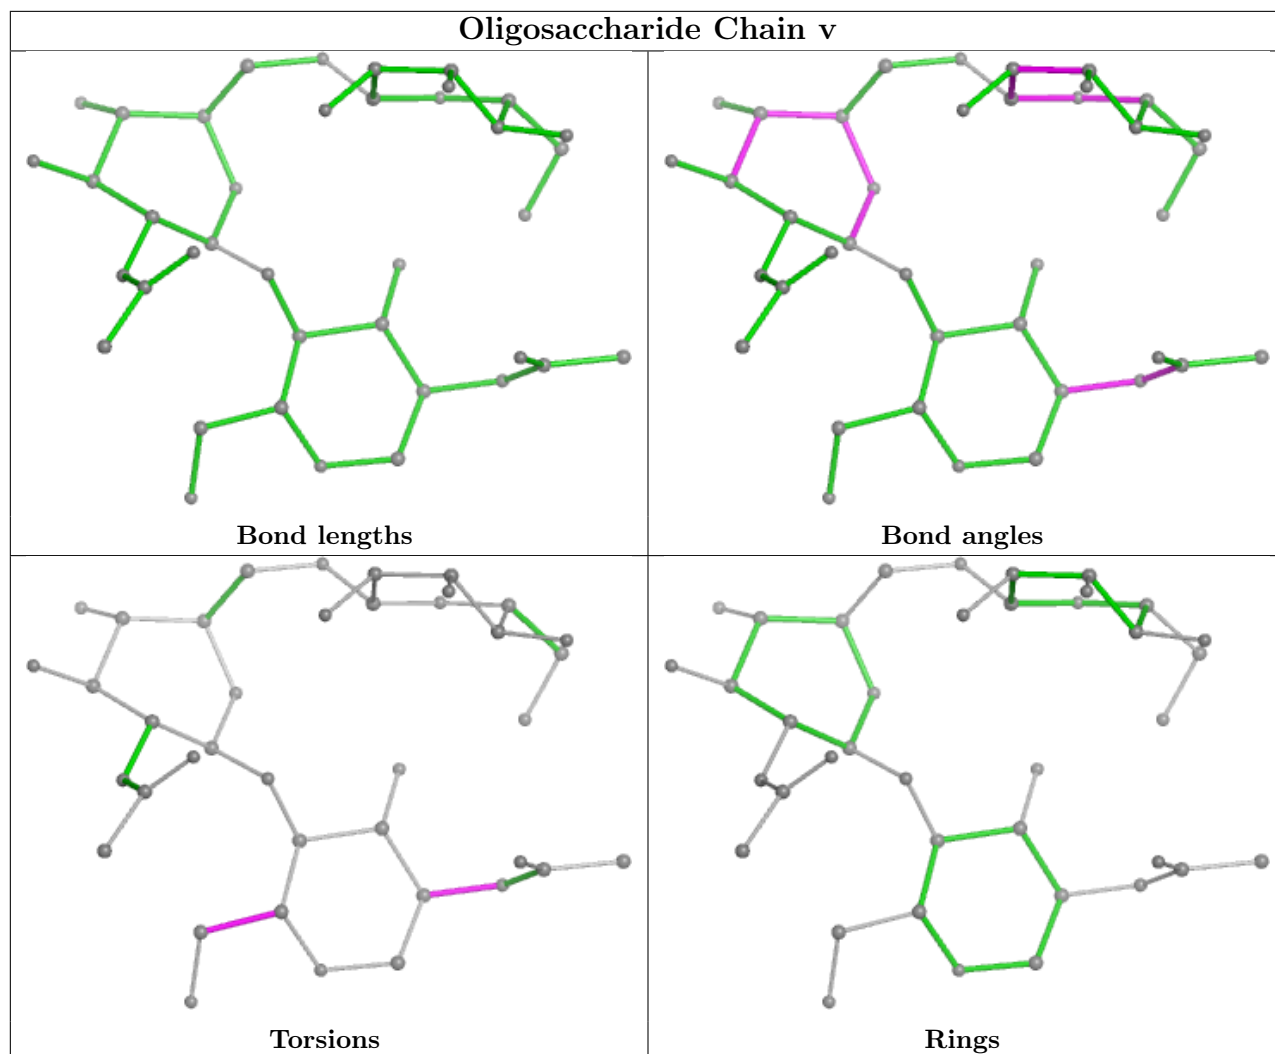 Oligosaccharide Chain v
Bond lengths
Bond angles
Torsions
Rings